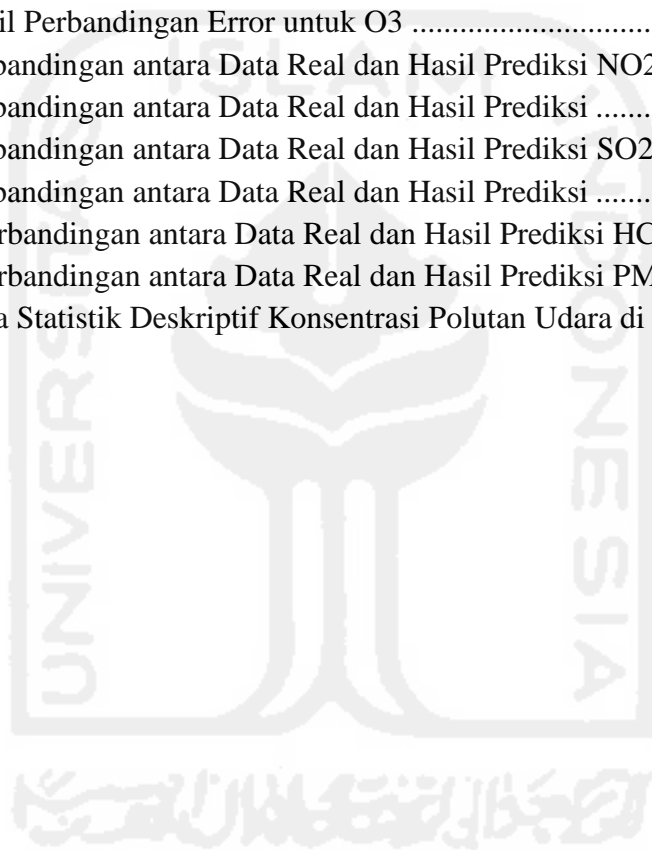 il Perbandingan Error untuk O3 ..............................
bandingan antara Data Real dan Hasil Prediksi NO2
bandingan antara Data Real dan Hasil Prediksi ........
bandingan antara Data Real dan Hasil Prediksi SO2
bandingan antara Data Real dan Hasil Prediksi ........
rbandingan antara Data Real dan Hasil Prediksi HC
rbandingan antara Data Real dan Hasil Prediksi PM
a Statistik Deskriptif Konsentrasi Polutan Udara di
UNIVERSITAS
ISLAM
INDONESIA